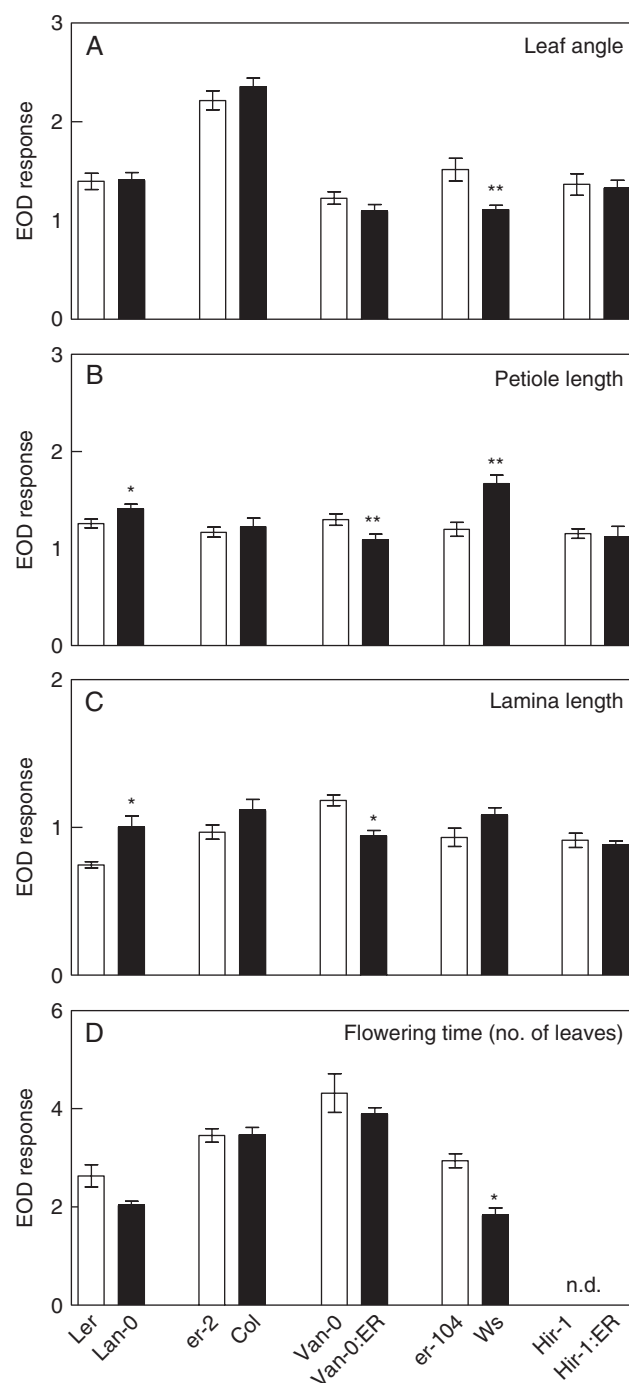 A
Leaf angle
3
2
1
0
EOD response
**
B
Petiole length
3
2
1
0
EOD response
*
**
**
C
Lamina length
2
1
0
EOD response
*
*
D
Flowering time (no. of leaves)
6
4
2
0
EOD response
*
n.d.
Ler
Lan-0
er-2
Col
Van-0
Van-0:ER
er-104
Ws
Hir-1
Hir-1:ER